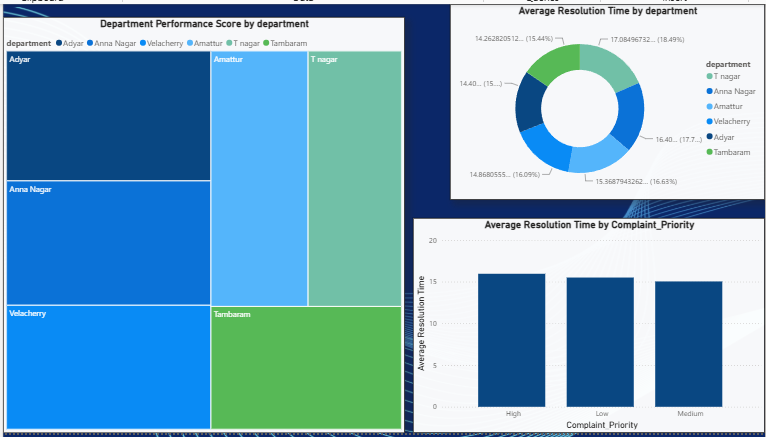 Department Performance Score by department
department Adyar Anna Nagar Velacherry Amattur T nagar Tambaram
Adyar
Amattur
T nagar
Anna Nagar
Velacherry
Tambaram
Average Resolution Time by department
14.262820512... (15.44%)
17.08496732... (18.49%)
14.40... (15....)
16.40... (17.7...)
14.8680555... (16.09%)
15.3687943262... (16.63%)
department
T nagar
Anna Nagar
Amattur
Velacherry
Adyar
Tambaram
Average Resolution Time by Complaint_Priority
Average Resolution Time
20
15
10
5
0
High
Low
Medium
Complaint_Priority